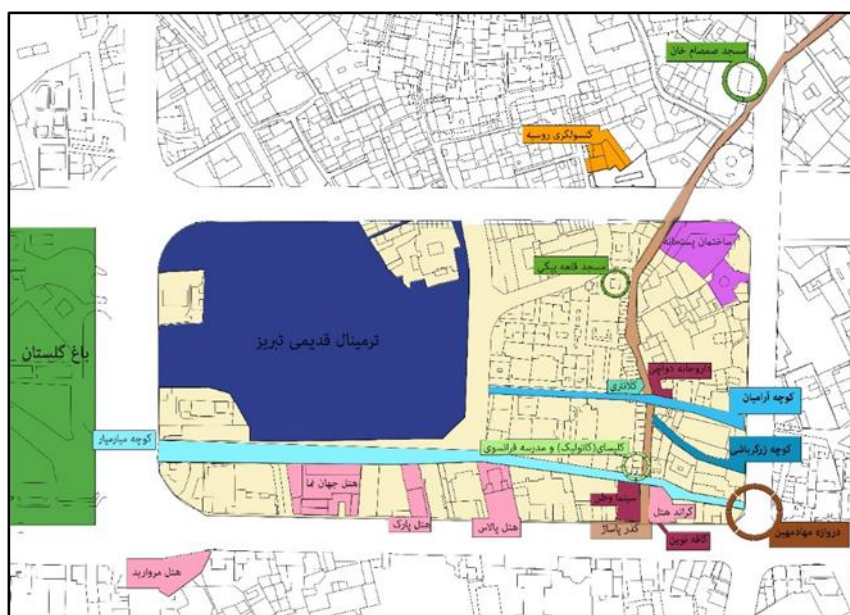 مسجد صمصام خان
کنسولگری روسیه
ساختمان پستخانه
مسجد قلعه بیگی
ترمینال قدیمی تبریز
باغ گلستان
داروخانه دواچی
کلانتری
کوچه آرامیان
کوچه میارمیار
کلیسای(کاتولیک) و مدرسه فرانسوی
کوچه زرگرباشی
هتل جهان نما
هتل پارک
هتل پالاس
سینما وطن
گراند هتل
گذر پاساژ
کافه نوین
دروازه مهادمهین
هتل مروارید